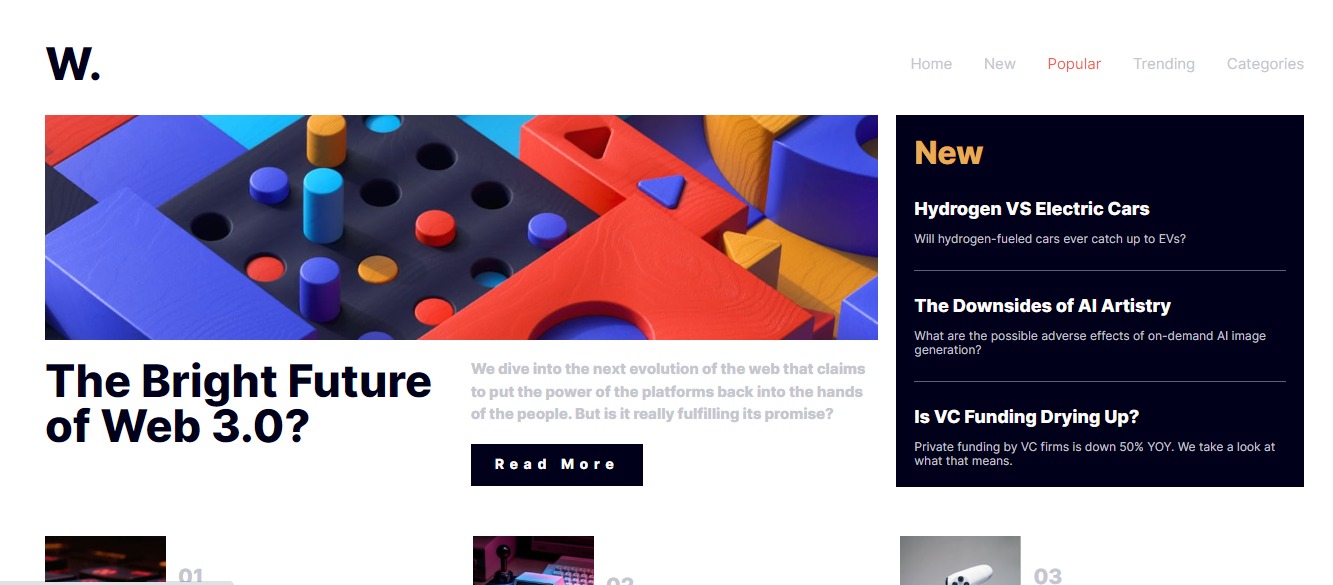 W.
Home New Popular Trending Categories
The Bright Future
of Web 3.0?
We dive into the next evolution of the web that claims
to put the power of the platforms back into the hands
of the people. But is it really fulfilling its promise?
Read More
New
Hydrogen VS Electric Cars
Will hydrogen-fueled cars ever catch up to EVs?
The Downsides of AI Artistry
What are the possible adverse effects of on-demand AI image
generation?
Is VC Funding Drying Up?
Private funding by VC firms is down 50% YOY. We take a look at
what that means.
01
02
03